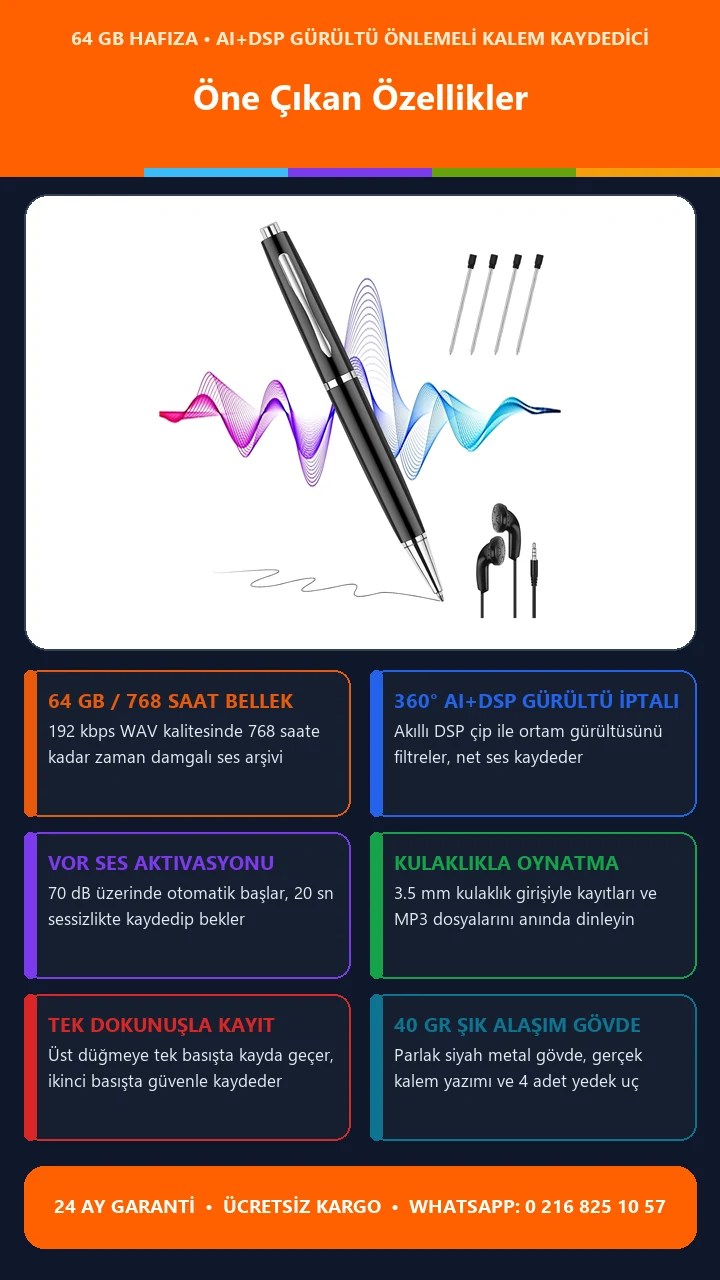 64 GB HAFIZA • AI+DSP GÜRÜLTÜ ÖNLEMELİ KALEM KAYDEDİCİ
Öne Çıkan Özellikler
64 GB / 768 SAAT BELLEK
192 kbps WAV kalitesinde 768 saate
kadar zaman damgalı ses arşivi
360° AI+DSP GÜRÜLTÜ İPTALI
Akıllı DSP çip ile ortam gürültüsünü
filtreler, net ses kaydeder
VOR SES AKTIVASYONU
70 dB üzerinde otomatik başlar, 20 sn
sessizlikte kaydedip bekler
KULAKLIKLA OYNATMA
3.5 mm kulaklık girişiyle kayıtları ve
MP3 dosyalarını anında dinleyin
TEK DOKUNUŞLA KAYIT
Üst düğmeye tek basışta kayda geçer,
ikinci basışta güvenle kaydeder
40 GR ŞIK ALAŞIM GÖVDE
Parlak siyah metal gövde, gerçek
kalem yazımı ve 4 adet yedek uç
24 AY GARANTİ • ÜCRETSİZ KARGO • WHATSAPP: 0 216 825 10 57